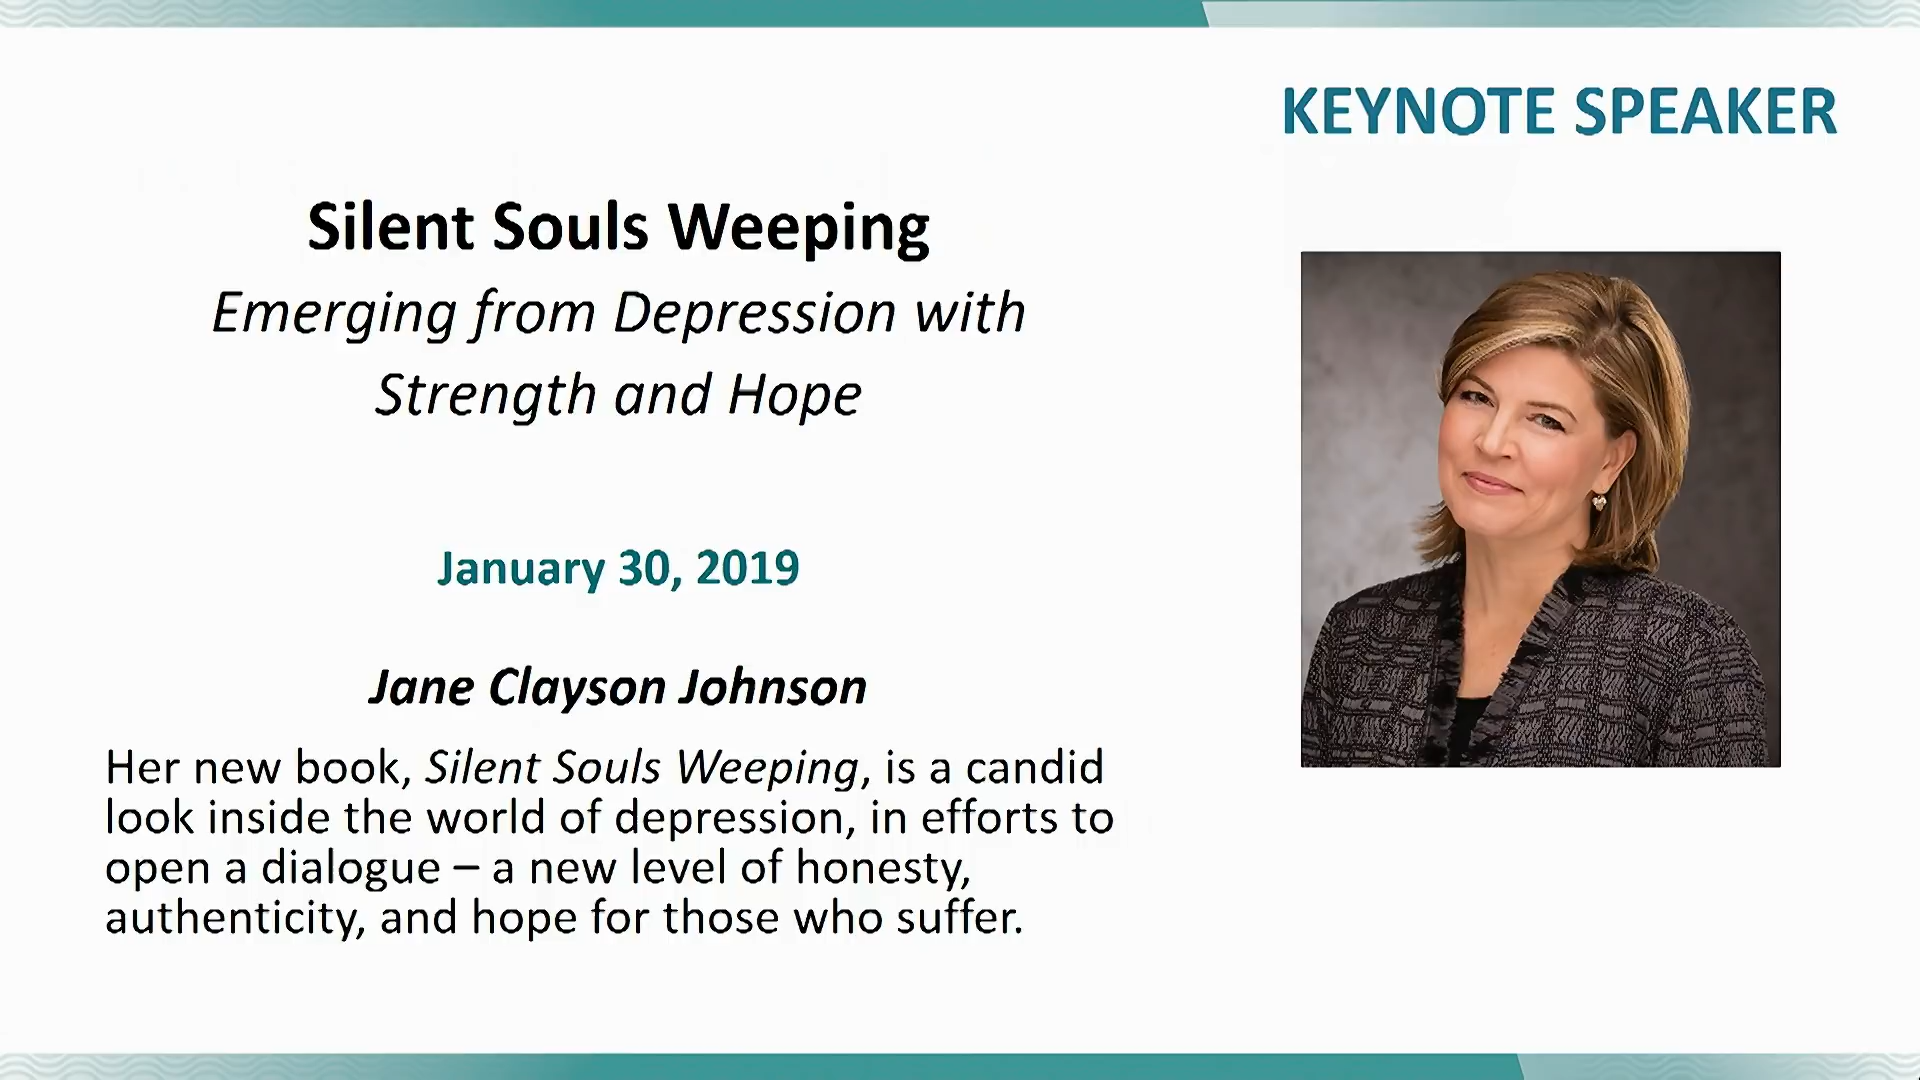 KEYNOTE SPEAKER
Silent Souls Weeping
Emerging from Depression with
Strength and Hope
January 30, 2019
Jane Clayson Johnson
Her new book, Silent Souls Weeping, is a candid
look inside the world of depression, in efforts to
open a dialogue – a new level of honesty,
authenticity, and hope for those who suffer.